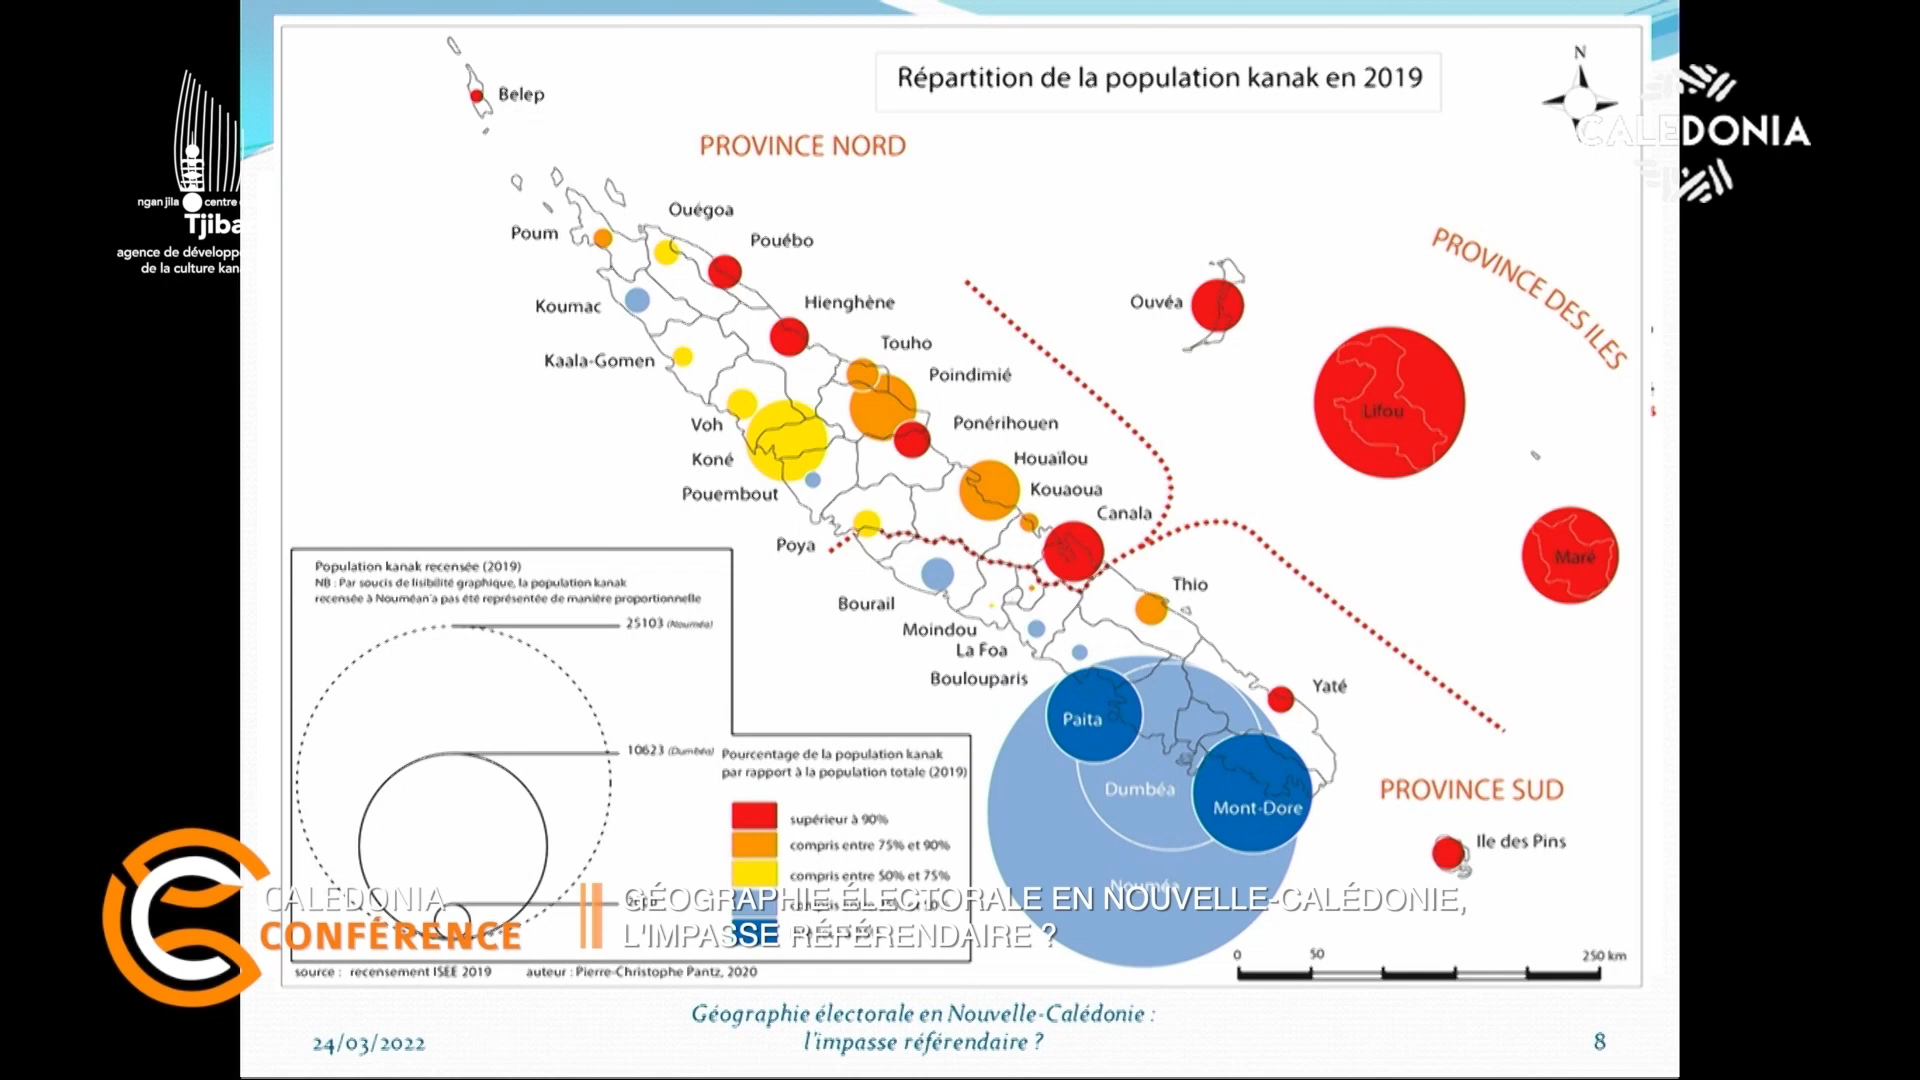 Répartition de la population kanak en 2019
N
CALEDONIA
Belep
PROVINCE NORD
ngan jila
centre
Tjiba
agence de développ
de la culture kan
Ouégoa
Poum
Pouébo
PROVINCE DES ILES
Koumac
Hienghène
Ouvéa
Kaala-Gomen
Touho
Poindimié
Lifou
Voh
Ponérihouen
Koné
Houaïlou
Pouembout
Kouaoua
Canala
Poya
Maré
Thio
Bourail
Moindou
La Foa
Boulouparis
Yaté
Paita
Dumbéa
Mont-Dore
Nouméa
PROVINCE SUD
Ile des Pins
Population kanak recensée (2019)
NB : Par soucis de lisibilité graphique, la population kanak
recensée à Nouméan'a pas été représentée de manière proportionnelle
25103 (Nouméa)
10623 (Dumbéa)
Pourcentage de la population kanak
par rapport à la population totale (2019)
supérieur à 90%
compris entre 75% et 90%
compris entre 50% et 75%
CALEDONIA
CONFÉRENCE
GÉOGRAPHIE ÉLECTORALE EN NOUVELLE-CALÉDONIE,
L'IMPASSE RÉFÉRENDAIRE ?
0 50 250 km
source : recensement ISEE 2019 auteur : Pierre-Christophe Pantz, 2020
Géographie électorale en Nouvelle-Calédonie :
l'impasse référendaire ?
24/03/2022
8